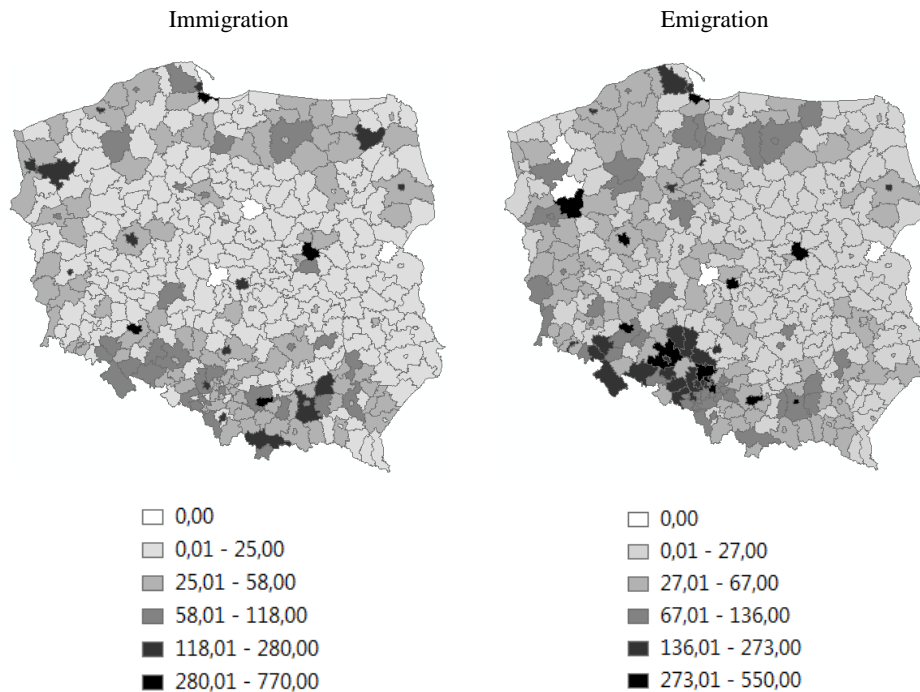 Immigration
Emigration
0,00
0,01 - 25,00
25,01 - 58,00
58,01 - 118,00
118,01 - 280,00
280,01 - 770,00
0,00
0,01 - 27,00
27,01 - 67,00
67,01 - 136,00
136,01 - 273,00
273,01 - 550,00